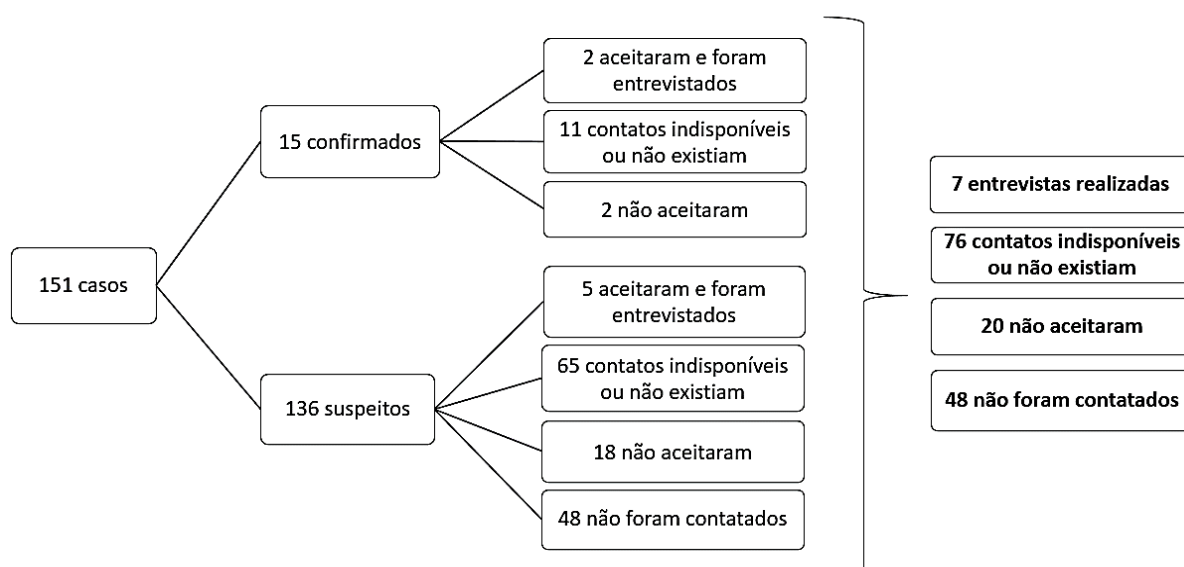 151 casos
15 confirmados
2 aceitaram e foram
entrevistados
11 contatos indisponíveis
ou não existiam
2 não aceitaram
136 suspeitos
5 aceitaram e foram
entrevistados
65 contatos indisponíveis
ou não existiam
18 não aceitaram
48 não foram contatados
7 entrevistas realizadas
76 contatos indisponíveis
ou não existiam
20 não aceitaram
48 não foram contatados